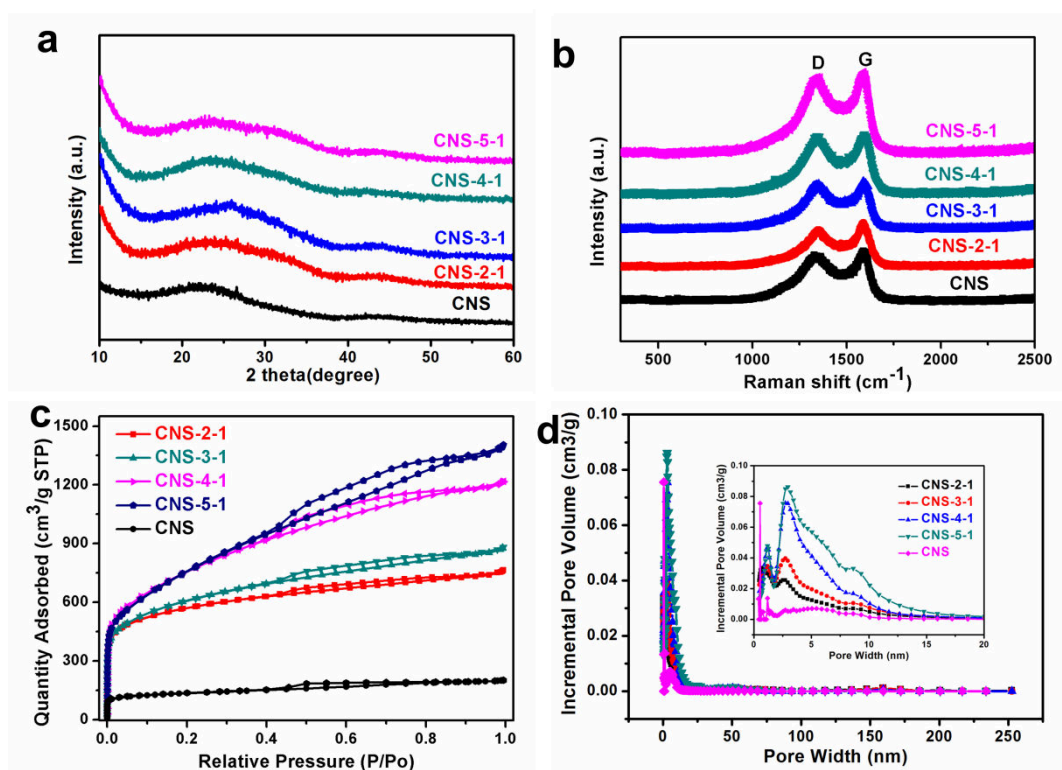 a
Intensity (a.u.)
CNS-5-1
CNS-4-1
CNS-3-1
CNS-2-1
CNS
10 20 30 40 50 60
2 theta(degree)
b
Intensity (a.u.)
D G
CNS-5-1
CNS-4-1
CNS-3-1
CNS-2-1
CNS
500 1000 1500 2000 2500
Raman shift (cm⁻¹)
c
Quantity Adsorbed (cm³/g STP)
1500
1200
900
600
300
0
CNS-2-1
CNS-3-1
CNS-4-1
CNS-5-1
CNS
0.0 0.2 0.4 0.6 0.8 1.0
Relative Pressure (P/Po)
d
Incremental Pore Volume (cm3/g)
0.10
0.08
0.06
0.04
0.02
0.00
0 50 100 150 200 250
Pore Width (nm)
Incremental Pore Volume (cm3/g)
0.10
0.08
0.06
0.04
0.02
0.00
CNS-2-1
CNS-3-1
CNS-4-1
CNS-5-1
CNS
0 5 10 15 20
Pore Width (nm)